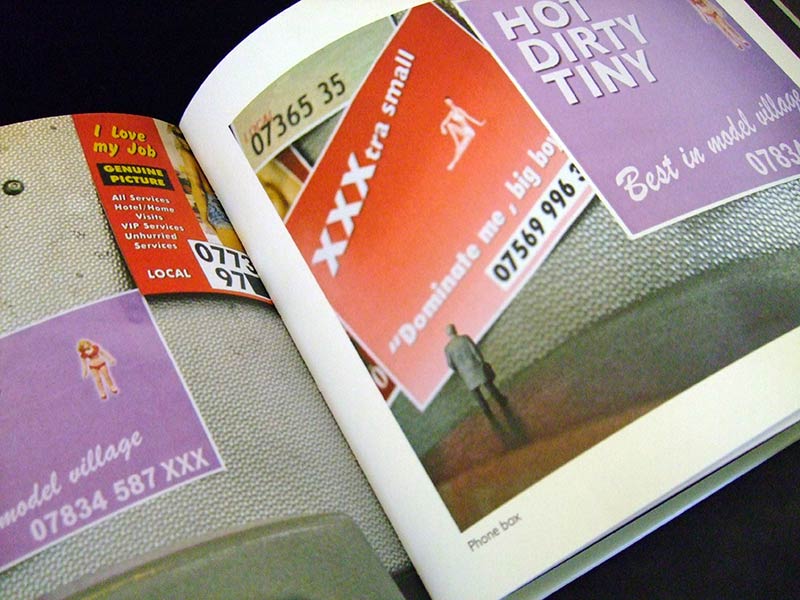 I Love
my Job
GENUINE
PICTURE
All Services
Hotel/Home
Visits
VIP Services
Unhurried
Services
LOCAL
0773
97
model village
07834 587 XXX
LOCAL
07365 35
XXXtra small
"Dominate me, big boy
07569 996 3
HOT
DIRTY
TINY
Best in model village
07834
Phone box